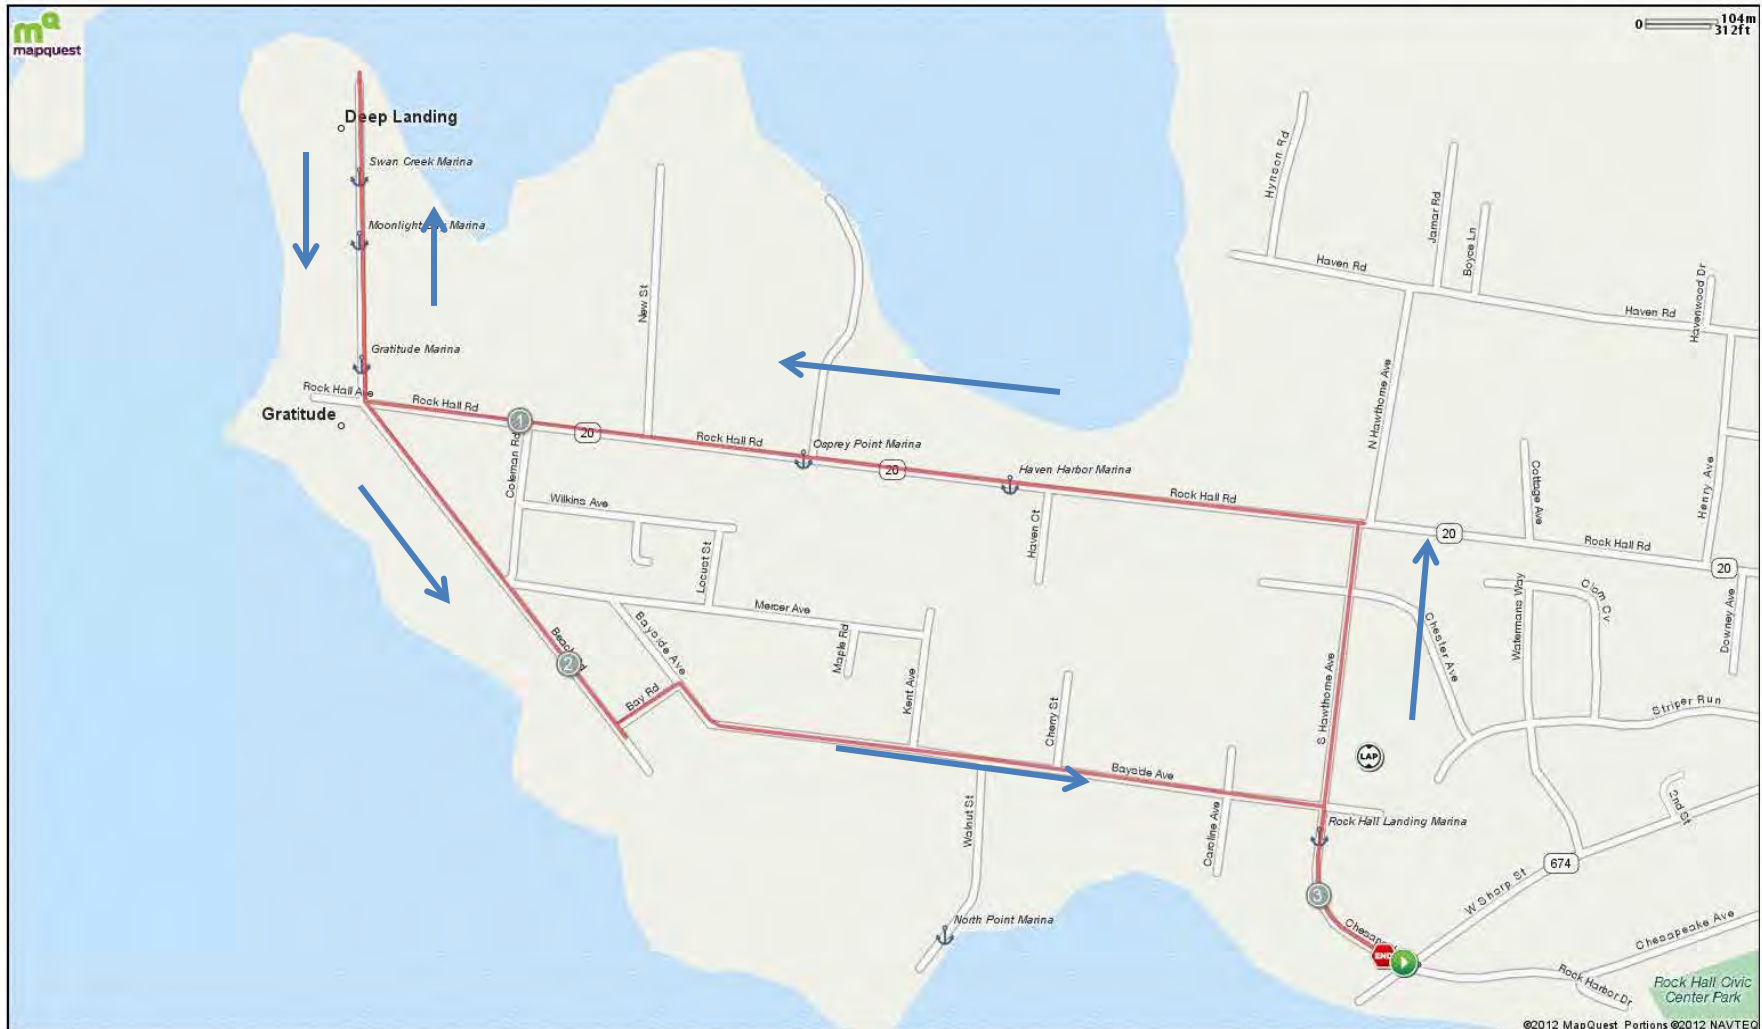 mapquest
0 104m
312ft
Deep Landing
Swan Creek Marina
Gratitude Marina
Rock Hall Ave
Rock Hall Rd
Gratitude
1
20
Rock Hall Rd
Osprey Point Marina
20
Haven Harbor Marina
Rock Hall Rd
20
Rock Hall Rd
20
New St
Hynson Rd
Jamar Rd
Boyce Ln
Haven Rd
Haven Rd
Havenwood Dr
N Hawthorne Ave
Cottage Ave
Henry Ave
Downey Ave
Coleman Rd
Wilkins Ave
Locust St
Haven Ct
Mercer Ave
Maple Rd
Bayside Ave
2
Bay Rd
Kent Ave
Cherry St
Bayside Ave
Caroline Ave
Walnut St
North Point Marina
S Hawthorne Ave
Chester Ave
Watermans Way
Striper Run
LAP
Rock Hall Landing Marina
3
END
674
W Sharp St
2nd St
Chesapeake Ave
Rock Harbor Dr
Rock Hall Civic
Center Park
©2012 MapQuest Portions ©2012 NAVTEQ